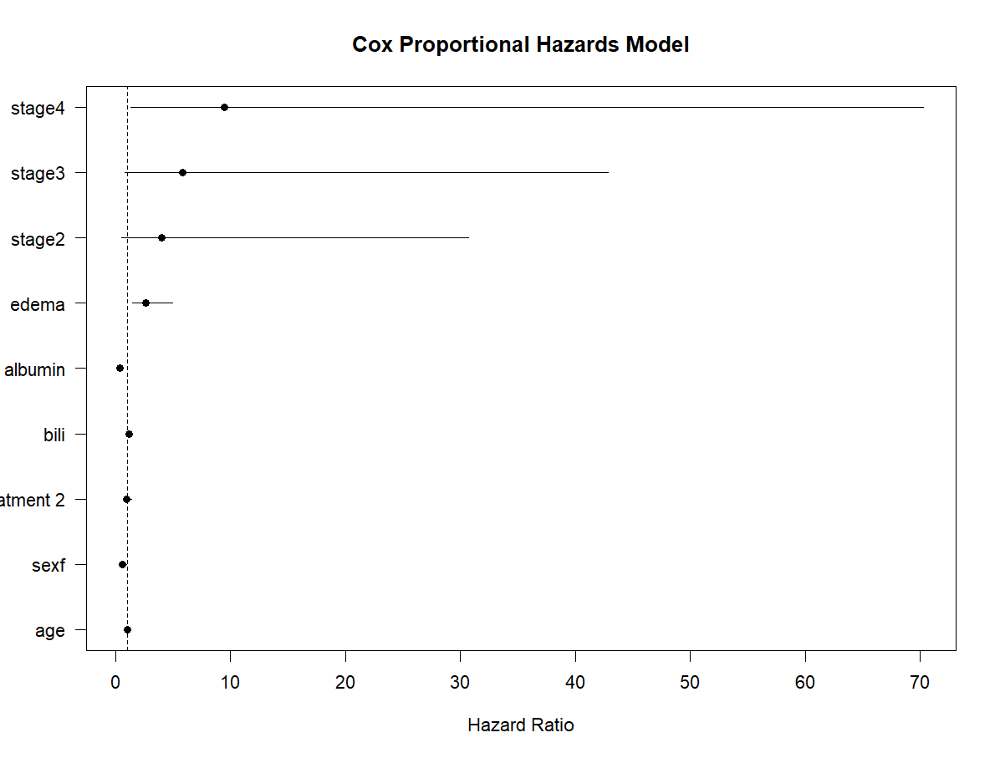 Cox Proportional Hazards Model
stage4
stage3
stage2
edema
albumin
bili
atment 2
sexf
age
0 10 20 30 40 50 60 70
Hazard Ratio